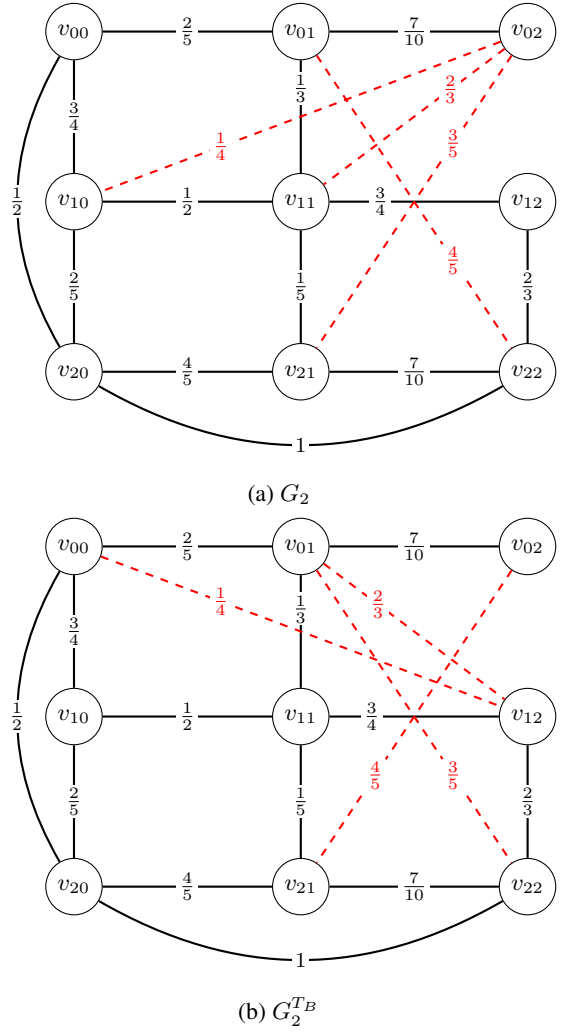 v₀₀ 2/5 v₀₁ 7/10 v₀₂
3/4 1/3 2/3
1/4 3/5
1/2 v₁₀ 1/2 v₁₁ 3/4 v₁₂
2/5 1/5 4/5 2/3
v₂₀ 4/5 v₂₁ 7/10 v₂₂
1
(a) G₂
v₀₀ 2/5 v₀₁ 7/10 v₀₂
3/4 1/4 1/3 2/3
1/2 v₁₀ 1/2 v₁₁ 3/4 v₁₂
2/5 1/5 4/5 3/5 2/3
v₂₀ 4/5 v₂₁ 7/10 v₂₂
1
(b) G₂^{T_B}